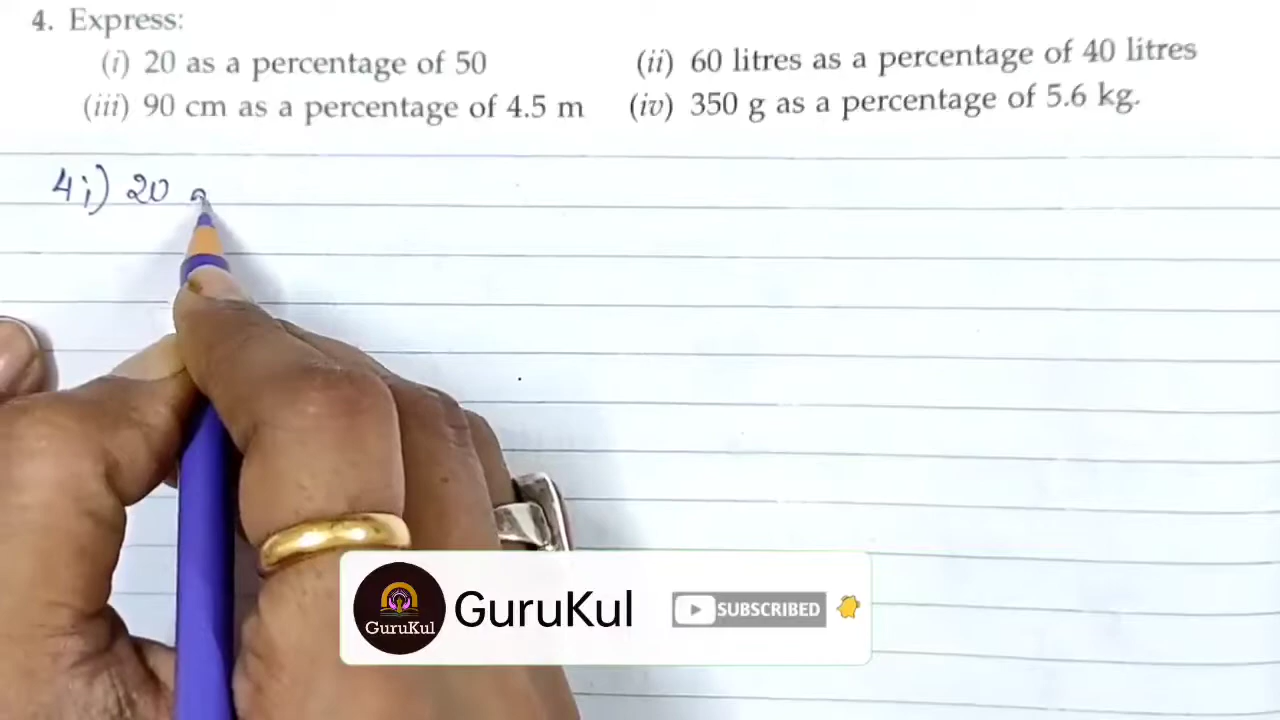 4. Express:
(i) 20 as a percentage of 50 (ii) 60 litres as a percentage of 40 litres
(iii) 90 cm as a percentage of 4.5 m (iv) 350 g as a percentage of 5.6 kg.
4i) 20 a
GuruKul GuruKul SUBSCRIBED